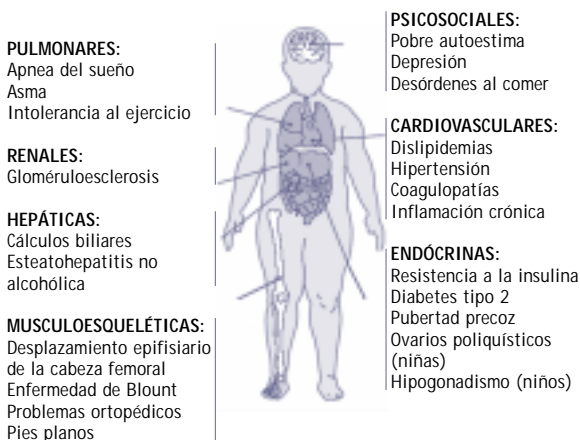 PULMONARES:
Apnea del sueño
Asma
Intolerancia al ejercicio
RENALES:
Gloméruloesclerosis
HEPÁTICAS:
Cálculos biliares
Esteatohepatitis no
alcohólica
MUSCULOESQUELÉTICAS:
Desplazamiento epifisiario
de la cabeza femoral
Enfermedad de Blount
Problemas ortopédicos
Pies planos
PSICOSOCIALES:
Pobre autoestima
Depresión
Desórdenes al comer
CARDIOVASCULARES:
Dislipidemias
Hipertensión
Coagulopatías
Inflamación crónica
ENDÓCRINAS:
Resistencia a la insulina
Diabetes tipo 2
Pubertad precoz
Ovarios poliquísticos
(niñas)
Hipogonadismo (niños)